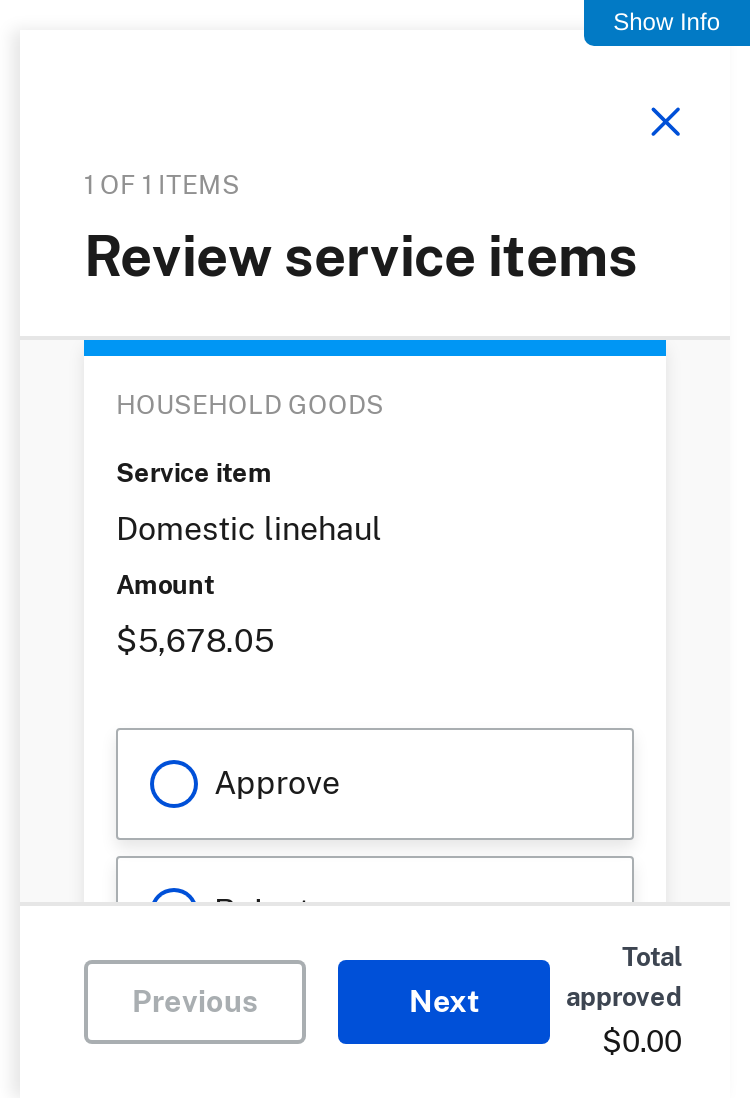 Show Info
1 OF 1 ITEMS
Review service items
HOUSEHOLD GOODS
Service item
Domestic linehaul
Amount
$5,678.05
Approve
Previous
Next
Total
approved
$0.00